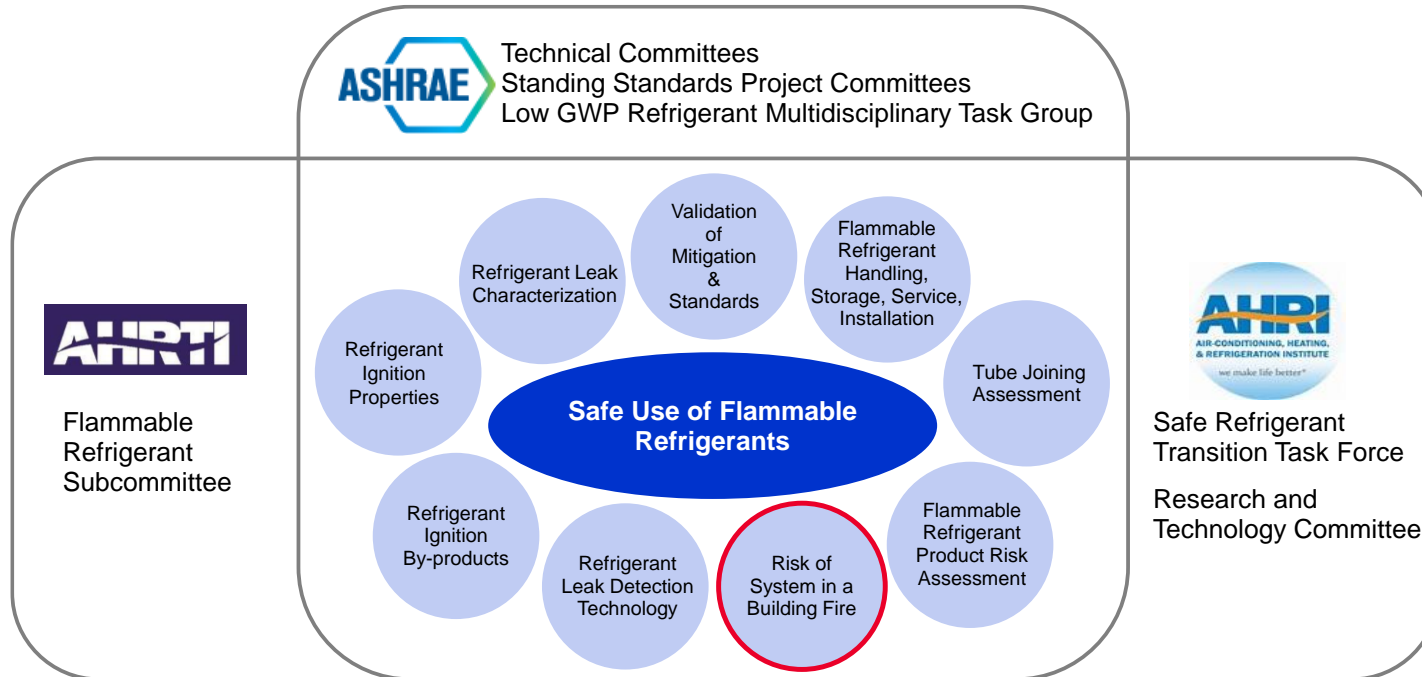 ASHRAE
Technical Committees
Standing Standards Project Committees
Low GWP Refrigerant Multidisciplinary Task Group
AHRTI
Flammable
Refrigerant
Subcommittee
Refrigerant
Ignition
Properties
Refrigerant Leak
Characterization
Validation
of
Mitigation
&
Standards
Flammable
Refrigerant
Handling,
Storage, Service,
Installation
Tube Joining
Assessment
Safe Use of Flammable
Refrigerants
Refrigerant
Ignition
By-products
Refrigerant
Leak Detection
Technology
Risk of
System in a
Building Fire
Flammable
Refrigerant
Product Risk
Assessment
AHRI
AIR-CONDITIONING, HEATING,
& REFRIGERATION INSTITUTE
we make life better®
Safe Refrigerant
Transition Task Force
Research and
Technology Committee